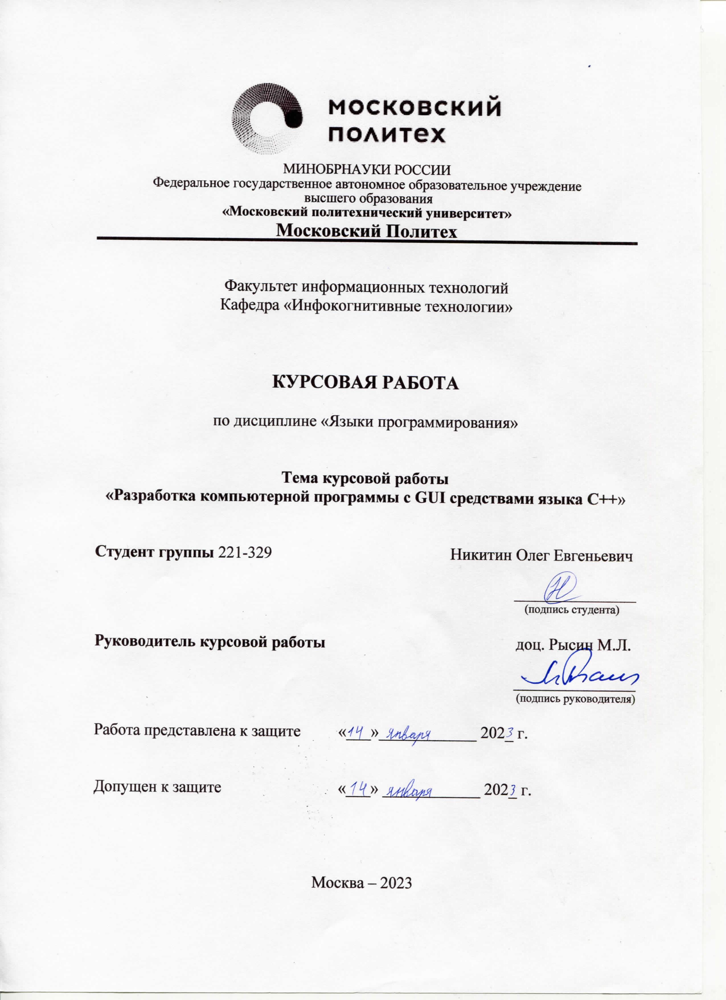 московский
политех
МИНОБРНАУКИ РОССИИ
Федеральное государственное автономное образовательное учреждение
высшего образования
«Московский политехнический университет»
Московский Политех
Факультет информационных технологий
Кафедра «Инфокогнитивные технологии»
КУРСОВАЯ РАБОТА
по дисциплине «Языки программирования»
Тема курсовой работы
«Разработка компьютерной программы с GUI средствами языка С++»
Студент группы 221-329 Никитин Олег Евгеньевич
(подпись студента)
Руководитель курсовой работы доц. Рысин М.Л.
(подпись руководителя)
Работа представлена к защите «14» января 2023 г.
Допущен к защите «14» января 2023 г.
Москва – 2023